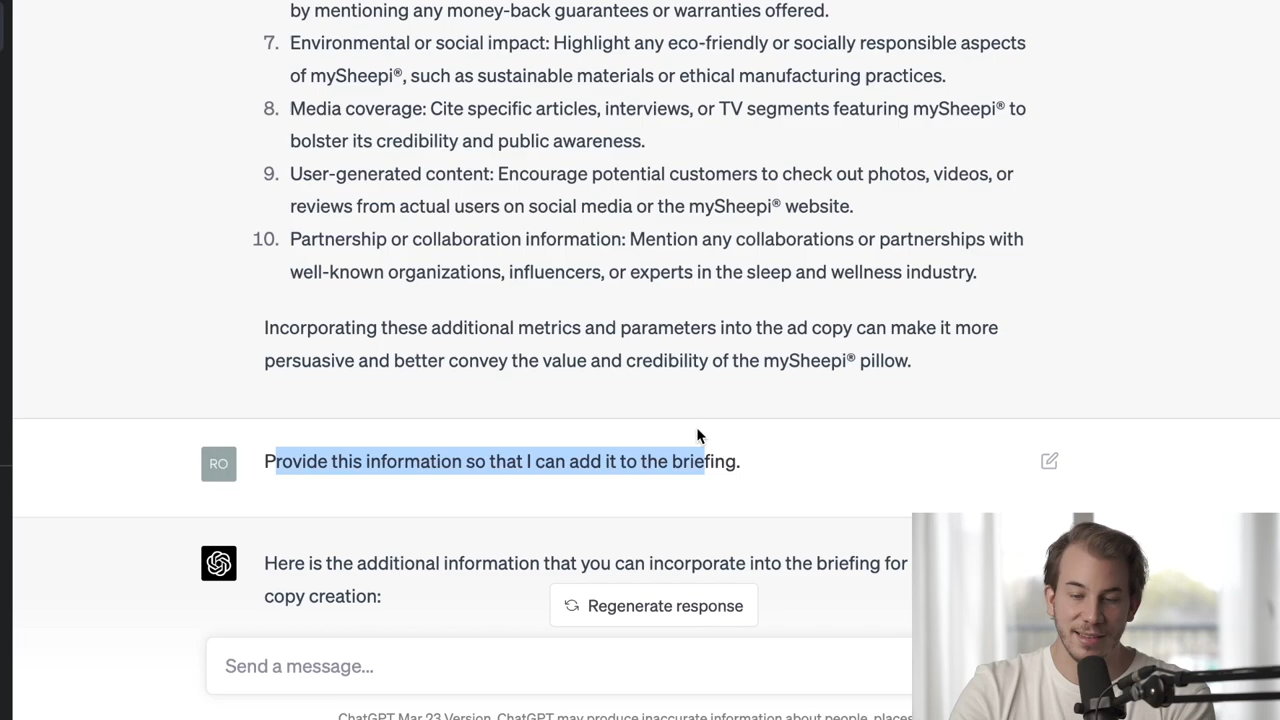 by mentioning any money-back guarantees or warranties offered.
7. Environmental or social impact: Highlight any eco-friendly or socially responsible aspects
of mySheepi®, such as sustainable materials or ethical manufacturing practices.
8. Media coverage: Cite specific articles, interviews, or TV segments featuring mySheepi® to
bolster its credibility and public awareness.
9. User-generated content: Encourage potential customers to check out photos, videos, or
reviews from actual users on social media or the mySheepi® website.
10. Partnership or collaboration information: Mention any collaborations or partnerships with
well-known organizations, influencers, or experts in the sleep and wellness industry.
Incorporating these additional metrics and parameters into the ad copy can make it more
persuasive and better convey the value and credibility of the mySheepi® pillow.
RO
Provide this information so that I can add it to the briefing.
Here is the additional information that you can incorporate into the briefing for
copy creation:
Regenerate response
Send a message...
ChatGPT Mar 23 Version. ChatGPT may produce inaccurate information about people, places